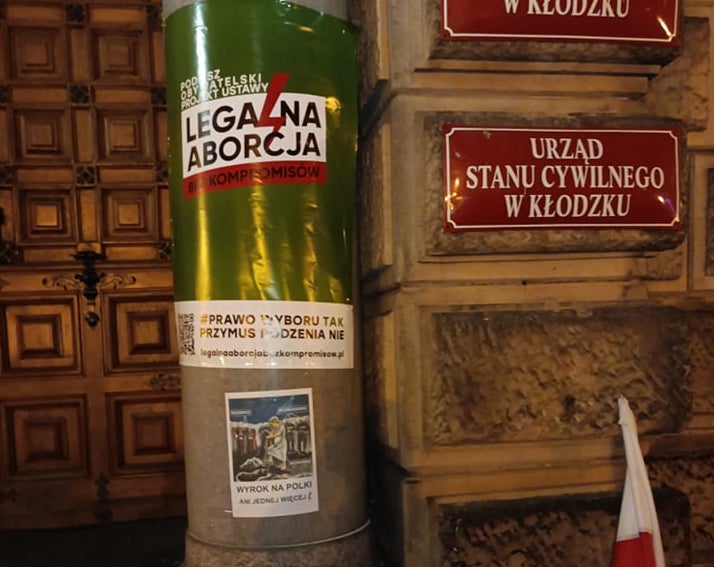 PODPISZ
OBYWATELSKI
PROJEKT USTAWY
LEGALNA
ABORCJA
BEZ KOMPROMISÓW
#PRAWO WYBORU TAK
PRZYMUS RODZENIA NIE
legalnaaborcjabezkompromisow.pl
WYROK NA POLKI
ANI JEDNEJ WIĘCEJ
W KŁODZKU
URZĄD
STANU CYWILNEGO
W KŁODZKU